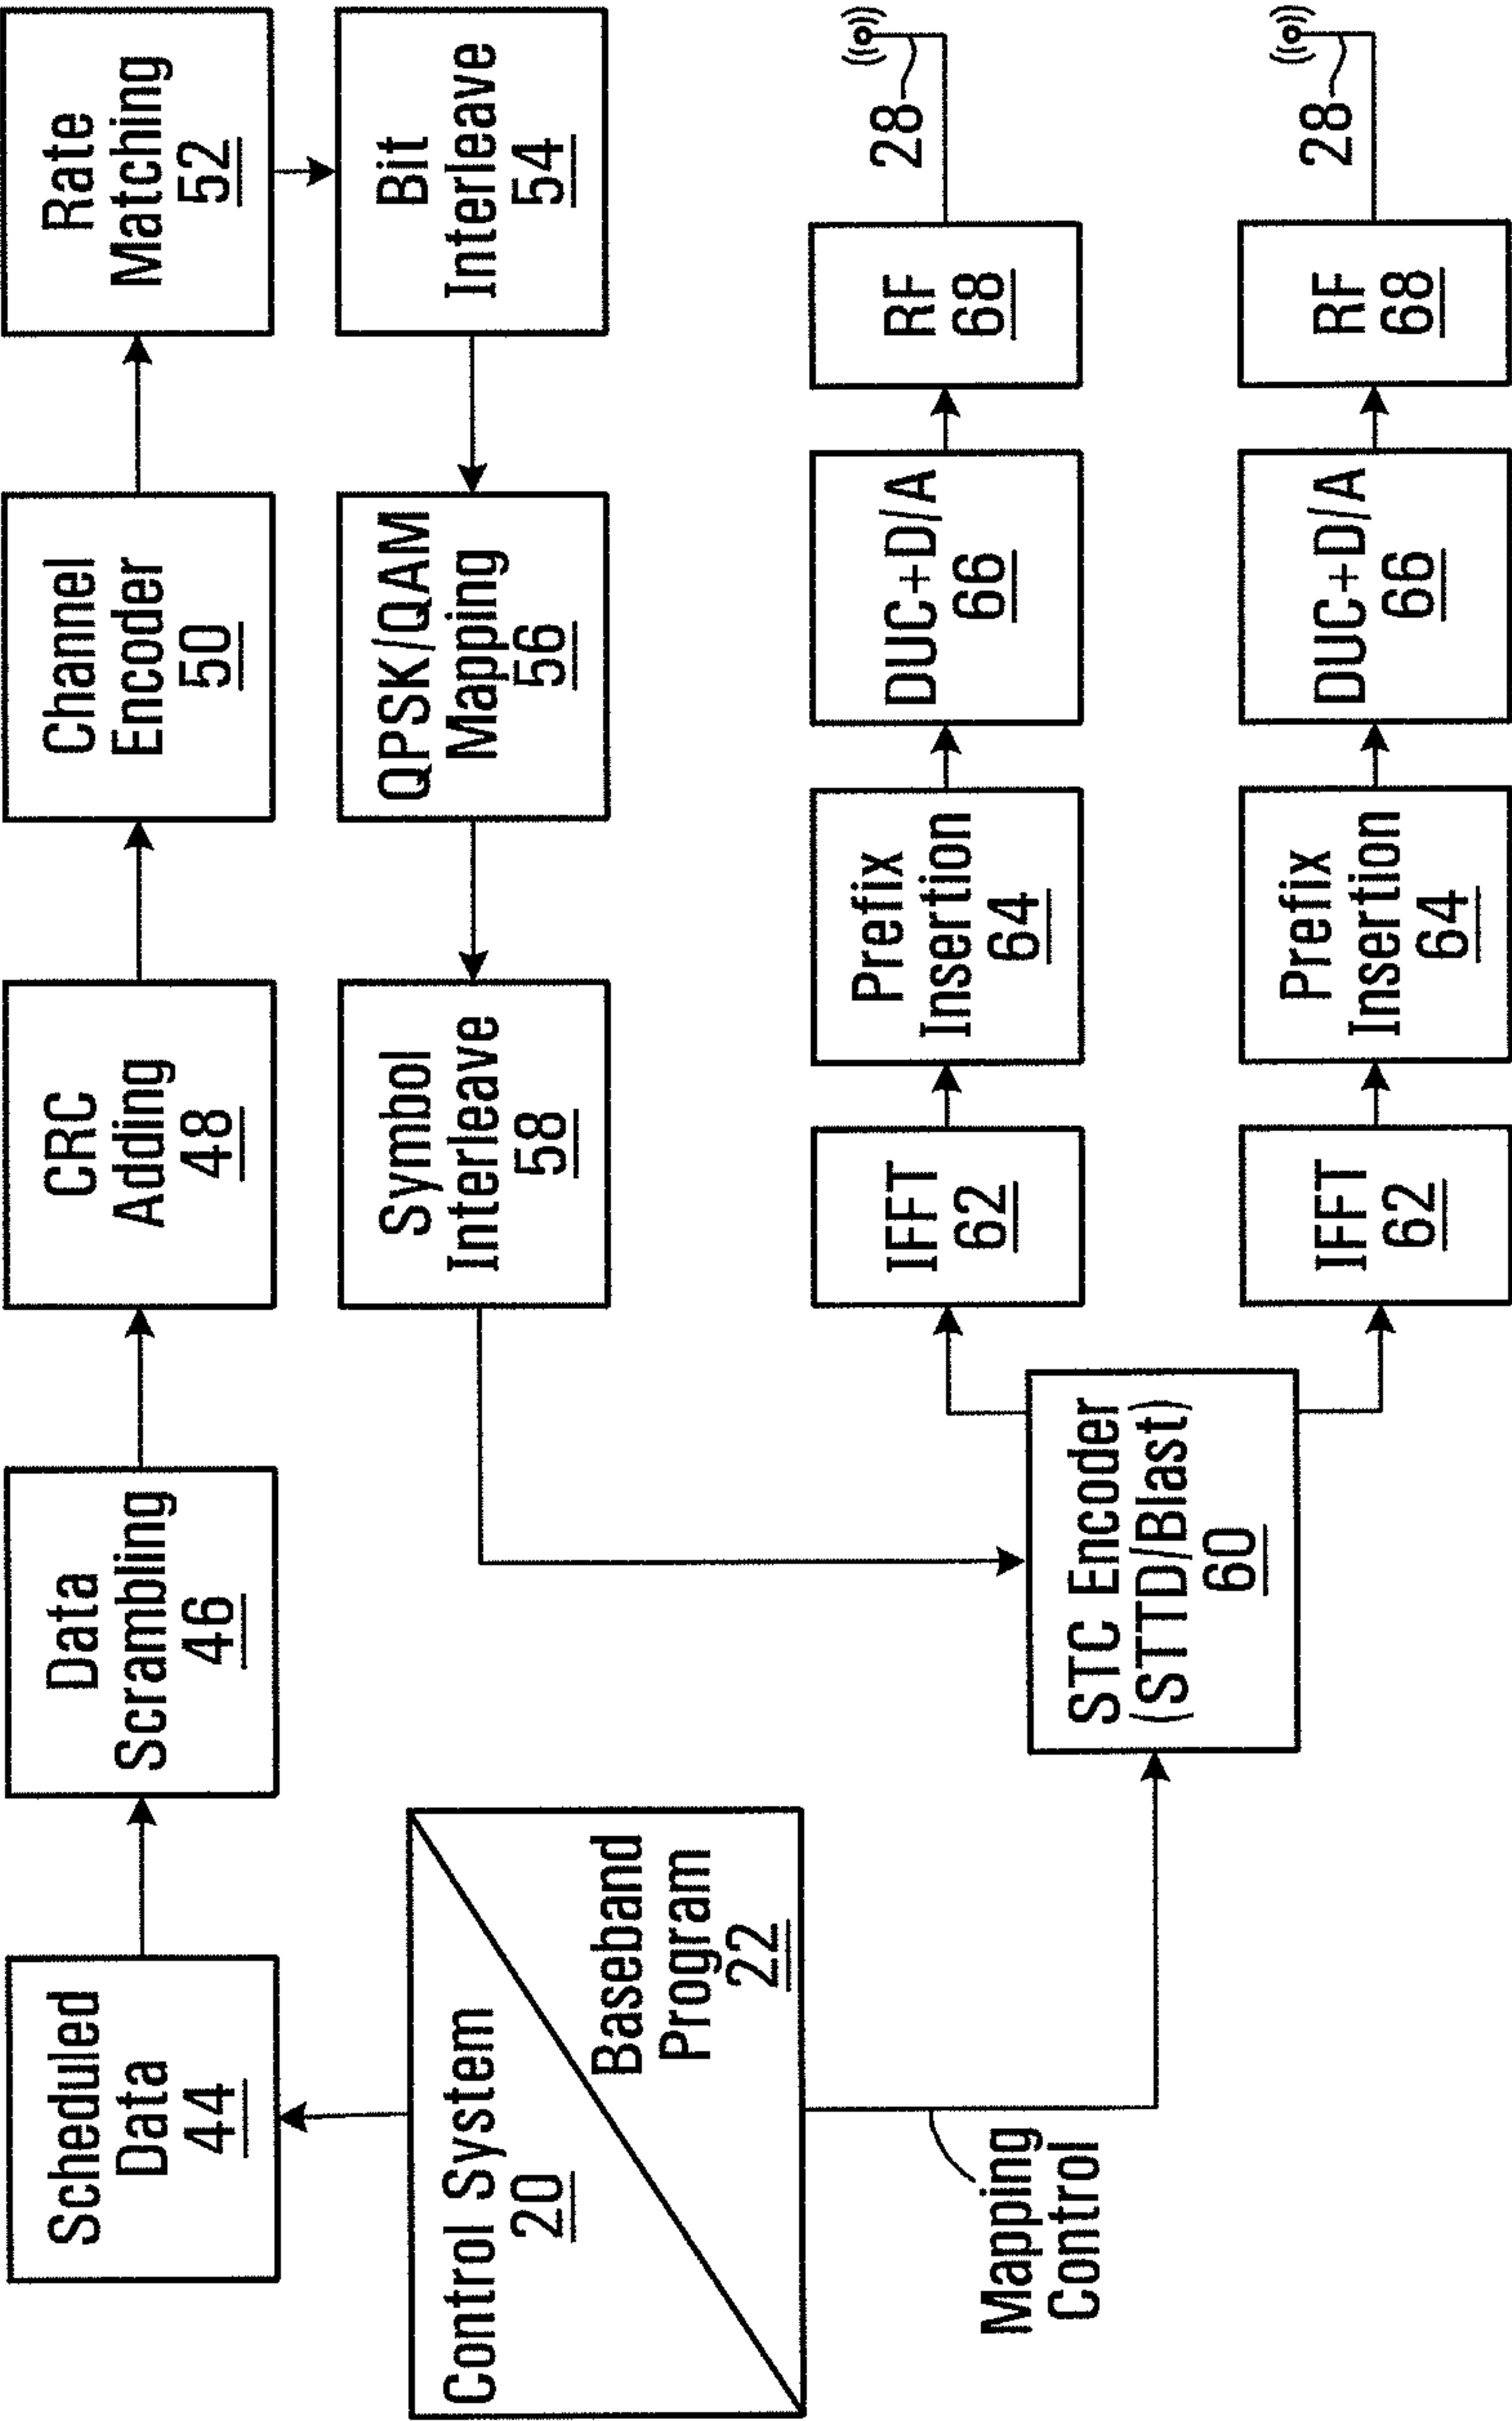 Scheduled
Data
44
Data
Scrambling
46
CRC
Adding
48
Channel
Encoder
50
Rate
Matching
52
Control System
20
Baseband
Program
22
Symbol
Interleave
58
QPSK/QAM
Mapping
56
Bit
Interleave
54
Mapping
Control
STC Encoder
(STTD/Blast)
60
IFFT
62
Prefix
Insertion
64
DUC+D/A
66
RF
68
28
IFFT
62
Prefix
Insertion
64
DUC+D/A
66
RF
68
28